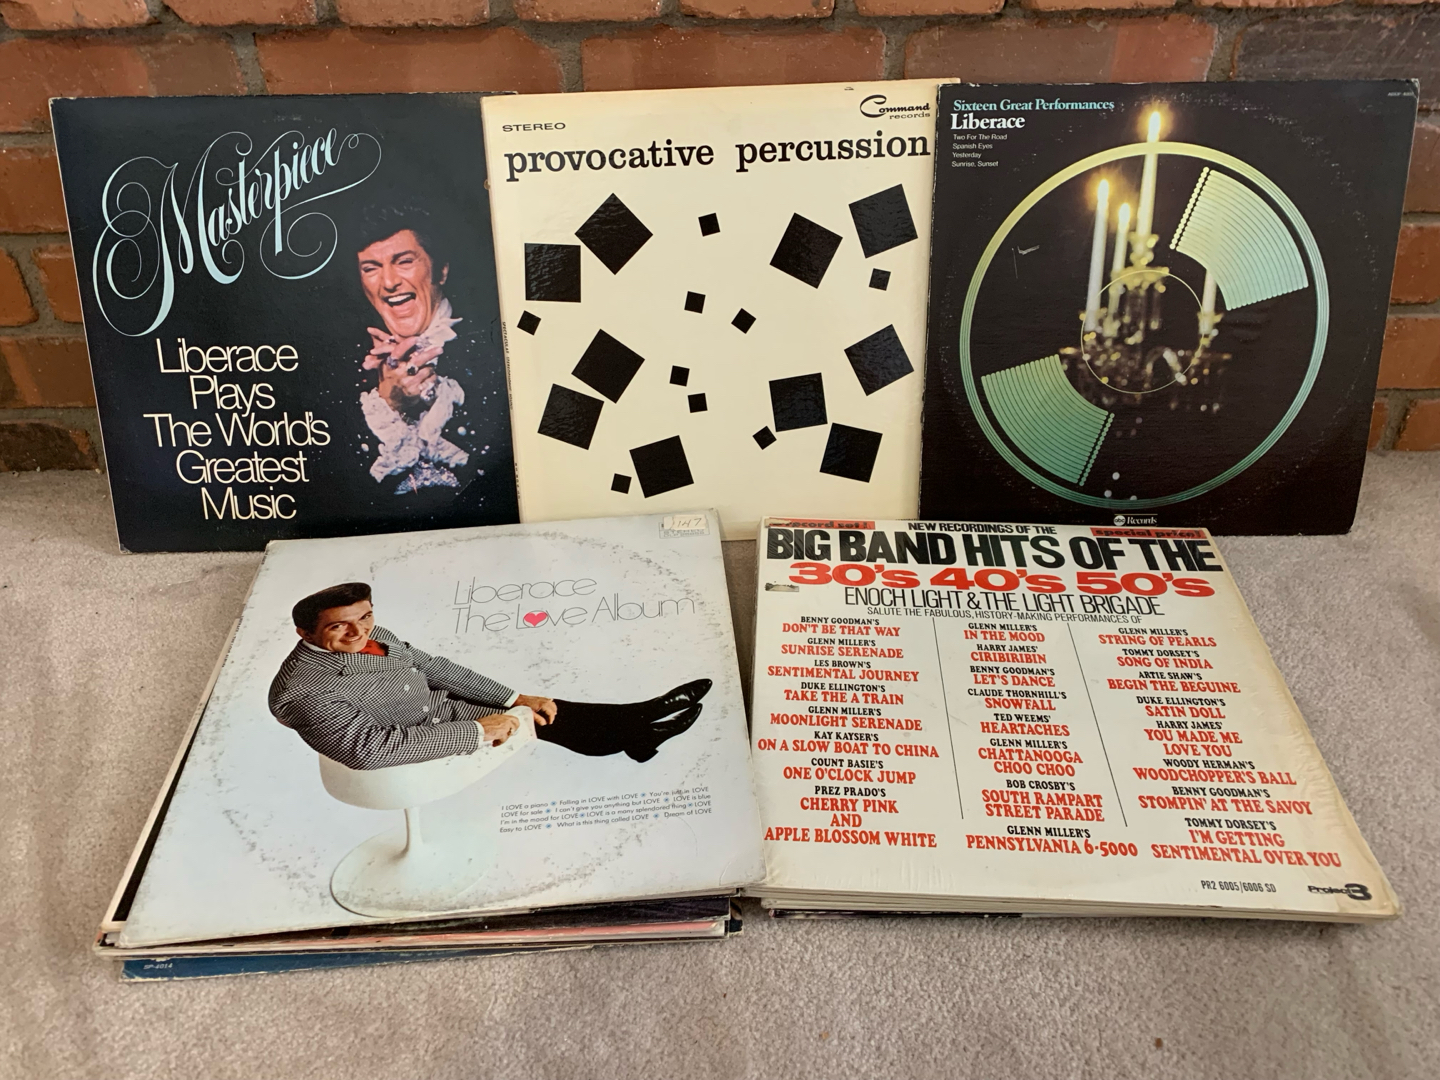 Masterpiece
Liberace
Plays
The World's
Greatest
Music
Command
records
STEREO
provocative percussion
Sixteen Great Performances
Liberace
Two For The Road
Spanish Eyes
Yesterday
Sunrise, Sunset
abc Records
147
Liberace
The Love Album
I LOVE a piano * Falling in LOVE with LOVE * You're just in LOVE
LOVE for sale * I can't give you anything but LOVE * LOVE is blue
I'm in the mood for LOVE * LOVE is a many splendored thing * LOVE
Easy to LOVE * What is this thing called LOVE * Dream of LOVE
SP-4014
record set!
special price!
NEW RECORDINGS OF THE
BIG BAND HITS OF THE
30's 40's 50's
ENOCH LIGHT & THE LIGHT BRIGADE
SALUTE THE FABULOUS, HISTORY-MAKING PERFORMANCES OF
BENNY GOODMAN'S
DON'T BE THAT WAY
GLENN MILLER'S
SUNRISE SERENADE
LES BROWN'S
SENTIMENTAL JOURNEY
DUKE ELLINGTON'S
TAKE THE A TRAIN
GLENN MILLER'S
MOONLIGHT SERENADE
KAY KAYSER'S
ON A SLOW BOAT TO CHINA
COUNT BASIE'S
ONE O'CLOCK JUMP
PREZ PRADO'S
CHERRY PINK
AND
APPLE BLOSSOM WHITE
GLENN MILLER'S
IN THE MOOD
HARRY JAMES'
CIRIBIRIBIN
BENNY GOODMAN'S
LET'S DANCE
CLAUDE THORNHILL'S
SNOWFALL
TED WEEMS'
HEARTACHES
GLENN MILLER'S
CHATTANOOGA
CHOO CHOO
BOB CROSBY'S
SOUTH RAMPART
STREET PARADE
GLENN MILLER'S
PENNSYLVANIA 6-5000
GLENN MILLER'S
STRING OF PEARLS
TOMMY DORSEY'S
SONG OF INDIA
ARTIE SHAW'S
BEGIN THE BEGUINE
DUKE ELLINGTON'S
SATIN DOLL
HARRY JAMES'
YOU MADE ME
LOVE YOU
WOODY HERMAN'S
WOODCHOPPER'S BALL
BENNY GOODMAN'S
STOMPIN' AT THE SAVOY
TOMMY DORSEY'S
I'M GETTING
SENTIMENTAL OVER YOU
PR2 6005/6006 SD
Project 3